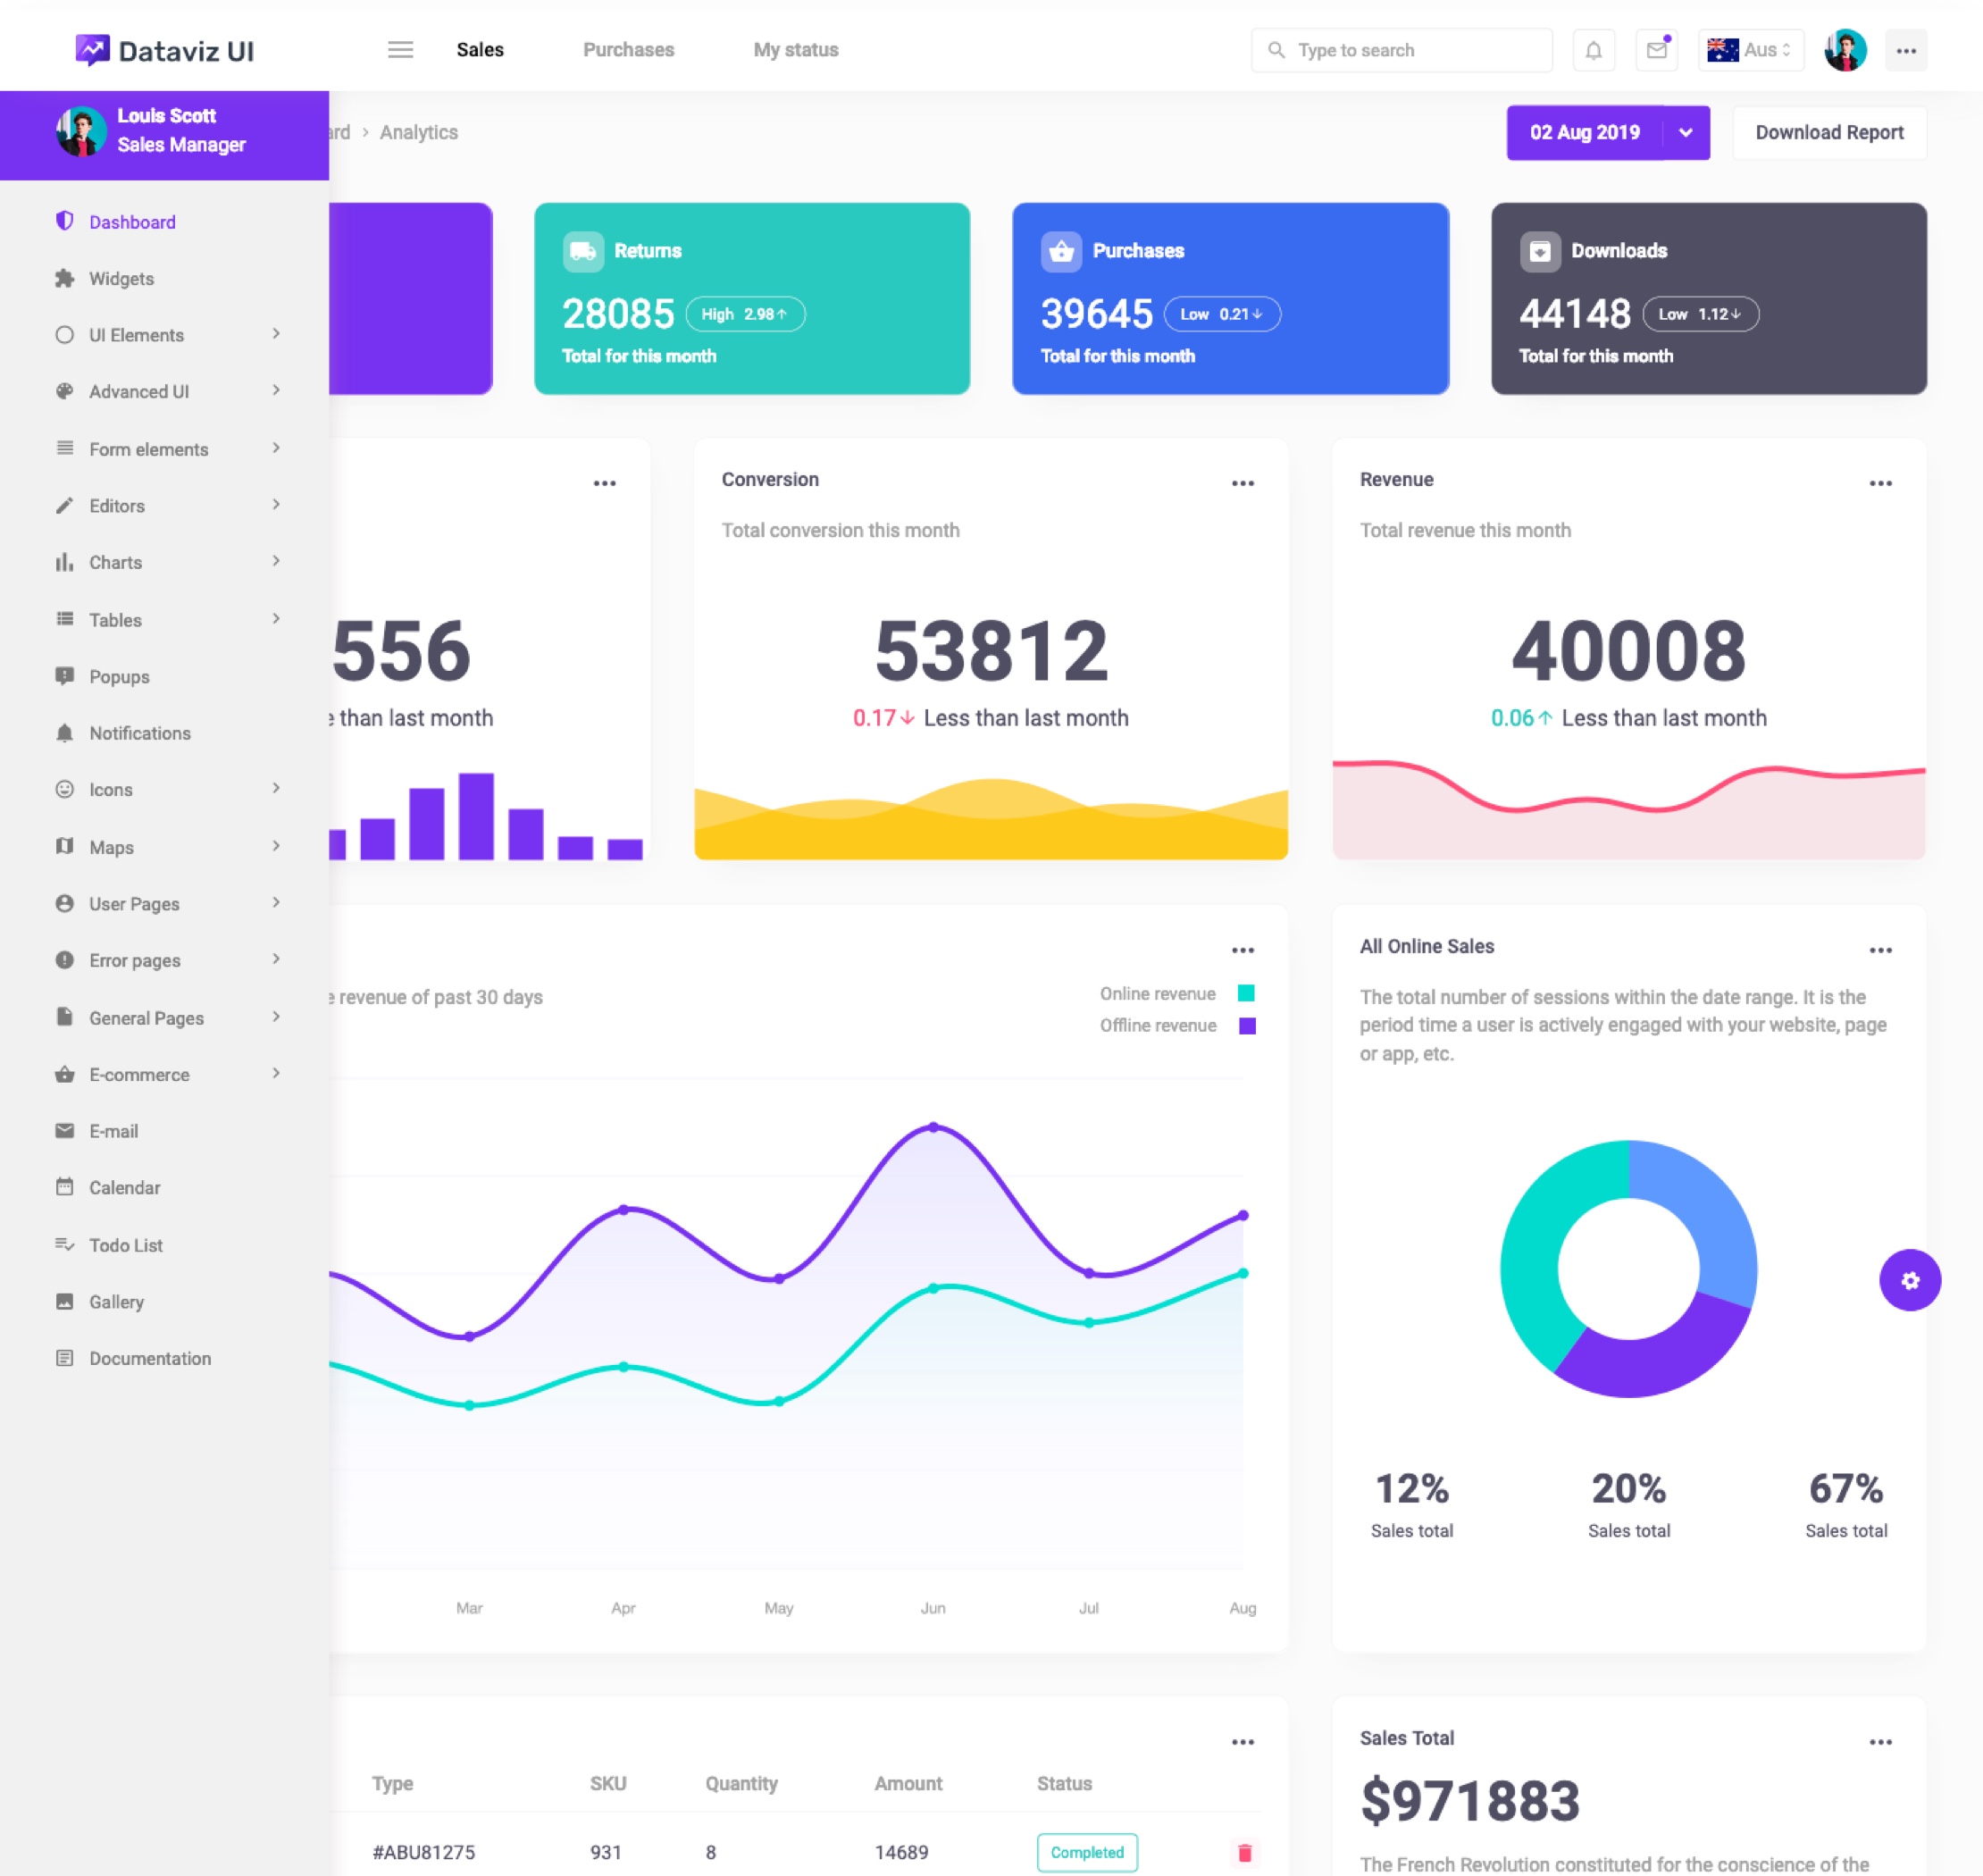 Dataviz UI
Sales Purchases My status
Type to search
Aus
Louis Scott
Sales Manager
Analytics
02 Aug 2019
Download Report
Dashboard
Widgets
UI Elements
Advanced UI
Form elements
Editors
Charts
Tables
Popups
Notifications
Icons
Maps
User Pages
Error pages
General Pages
E-commerce
E-mail
Calendar
Todo List
Gallery
Documentation
Returns
28085 High 2.98↑
Total for this month
Purchases
39645 Low 0.21↓
Total for this month
Downloads
44148 Low 1.12↓
Total for this month
556
than last month
Conversion
Total conversion this month
53812
0.17↓ Less than last month
Revenue
Total revenue this month
40008
0.06↑ Less than last month
revenue of past 30 days
Online revenue
Offline revenue
Mar Apr May Jun Jul Aug
All Online Sales
The total number of sessions within the date range. It is the
period time a user is actively engaged with your website, page
or app, etc.
12% 20% 67%
Sales total Sales total Sales total
Type SKU Quantity Amount Status
#ABU81275 931 8 14689 Completed
Sales Total
$971883
The French Revolution constituted for the conscience of the